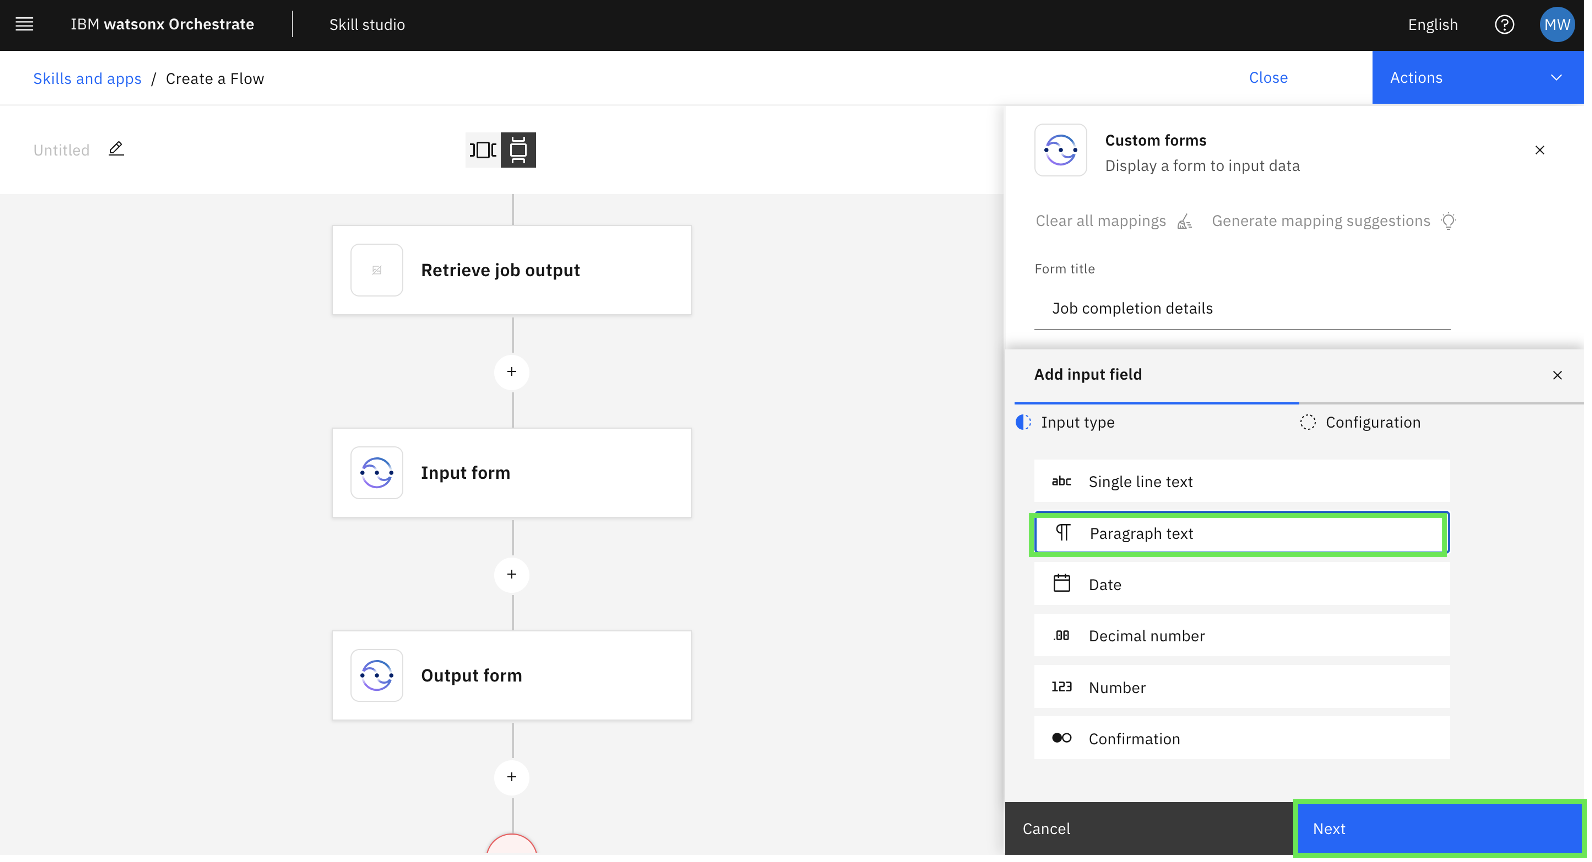 IBM watsonx Orchestrate
Skill studio
English
MW
Skills and apps / Create a Flow
Close
Actions
Untitled
Custom forms
Display a form to input data
Clear all mappings
Generate mapping suggestions
Form title
Job completion details
Retrieve job output
Input form
Output form
Add input field
Input type
Configuration
abc Single line text
Paragraph text
Date
.00 Decimal number
123 Number
Confirmation
Cancel
Next